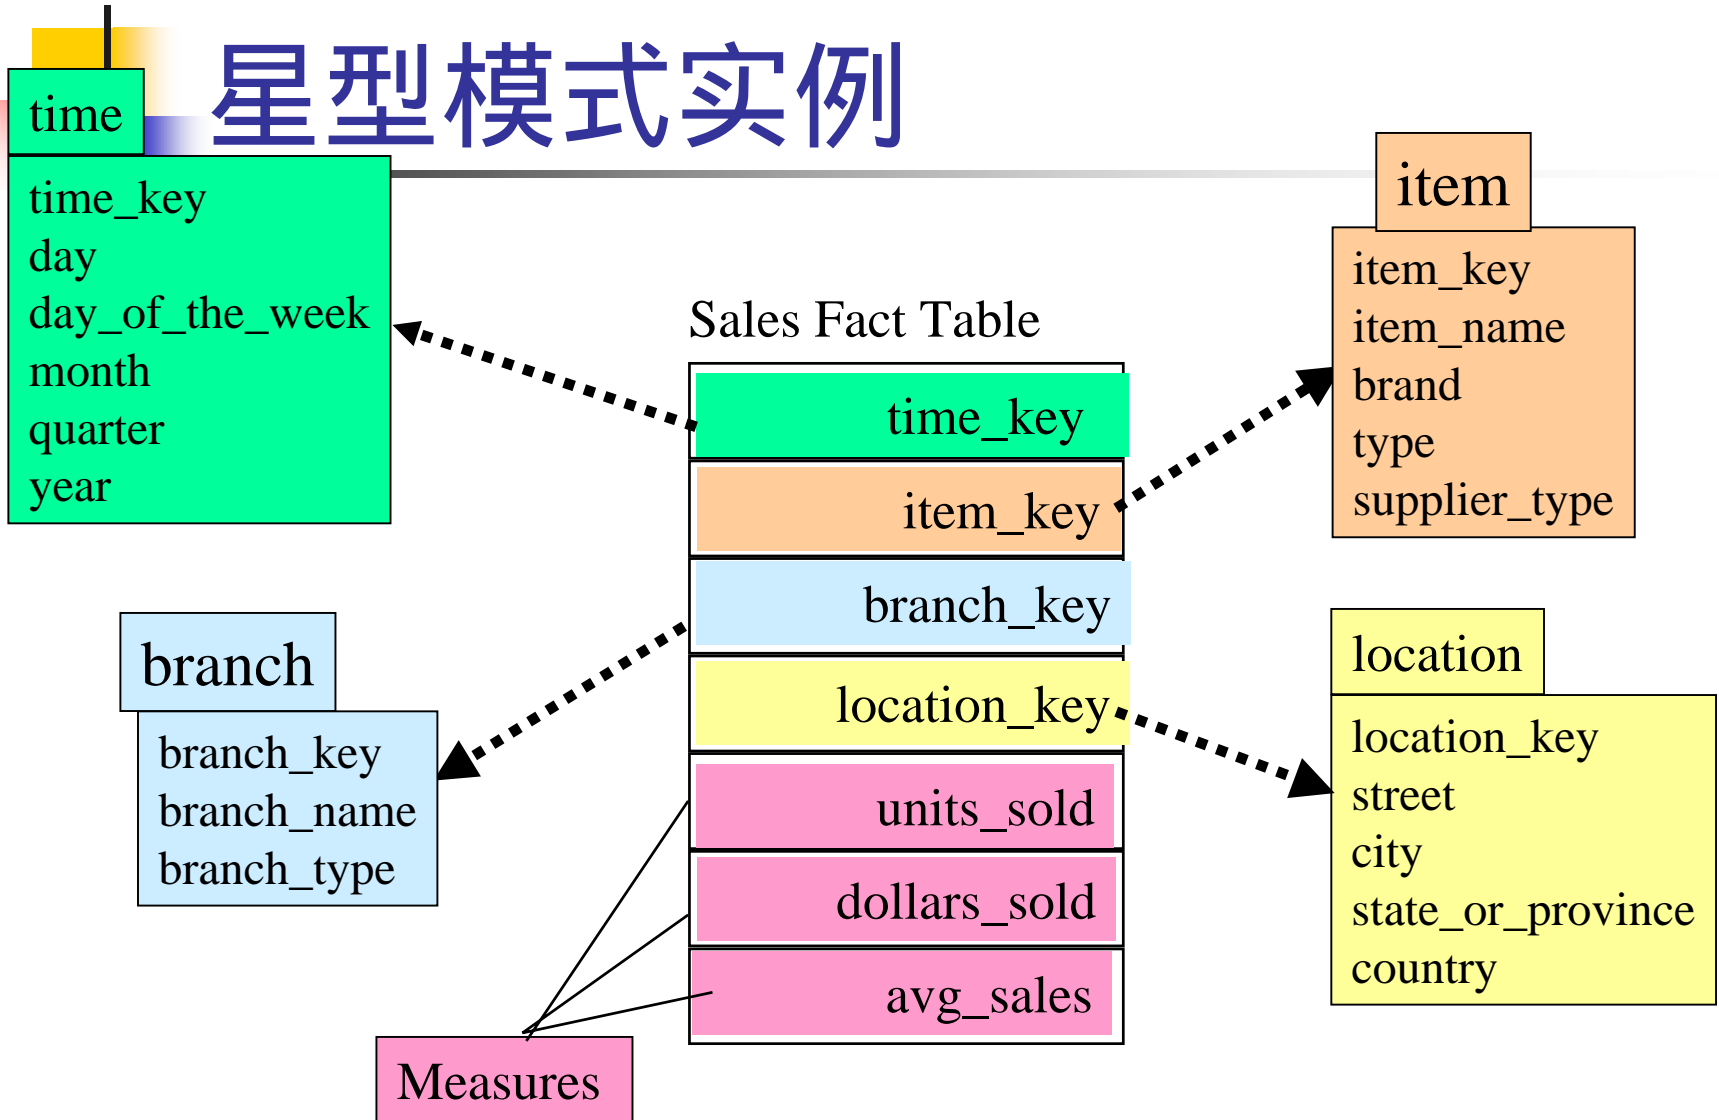 星型模式实例
time
time_key
day
day_of_the_week
month
quarter
year
item
item_key
item_name
brand
type
supplier_type
Sales Fact Table
time_key
item_key
branch_key
location_key
units_sold
dollars_sold
avg_sales
branch
branch_key
branch_name
branch_type
location
location_key
street
city
state_or_province
country
Measures